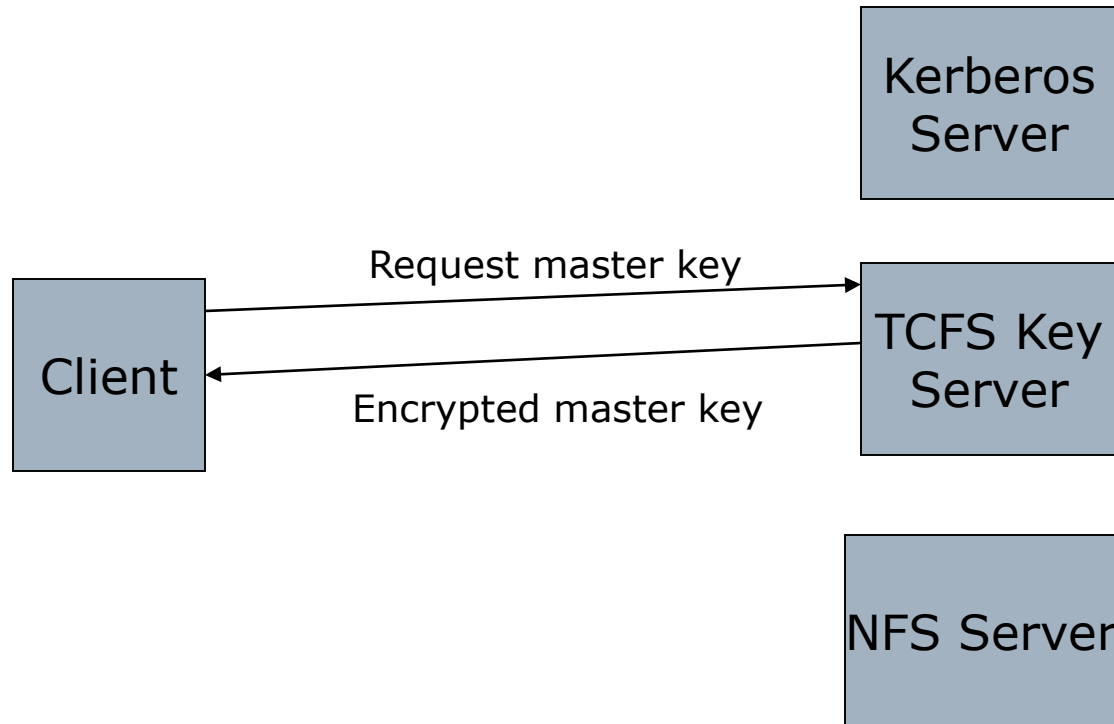 Kerberos
Server
Request master key
Client
TCFS Key
Server
Encrypted master key
NFS Server